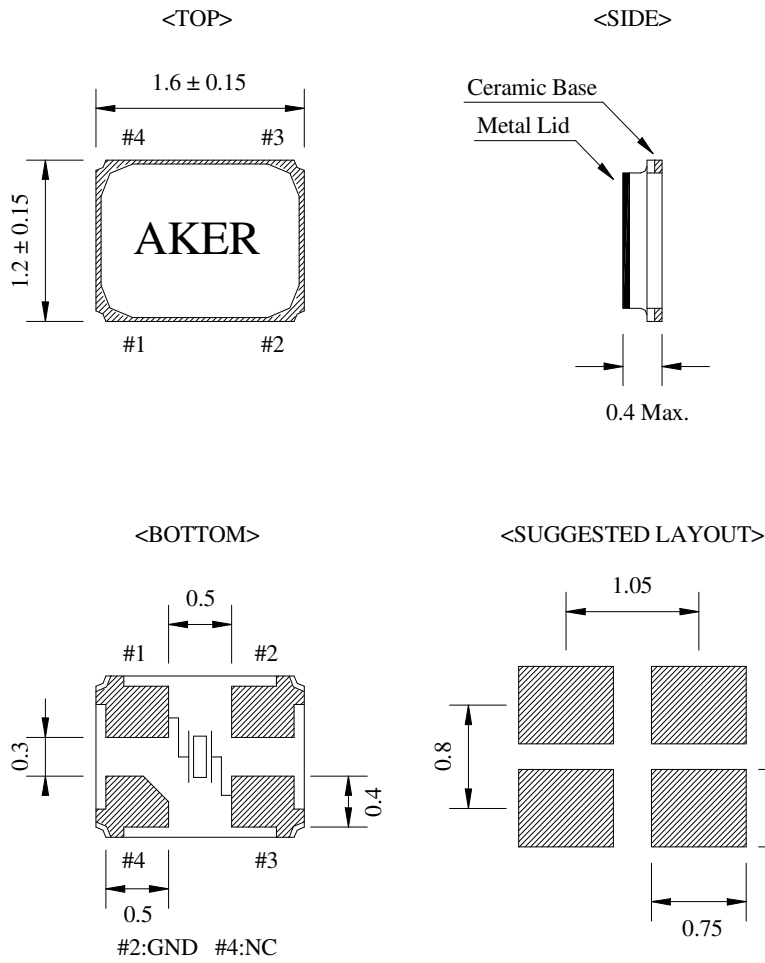 <TOP>
<SIDE>
1.6 ± 0.15
Ceramic Base
#4 #3
Metal Lid
1.2 ± 0.15
AKER
#1 #2
0.4 Max.
<BOTTOM>
<SUGGESTED LAYOUT>
0.5
1.05
#1 #2
0.3
0.8
0.4
#4 #3
0.5
0.75
#2:GND #4:NC